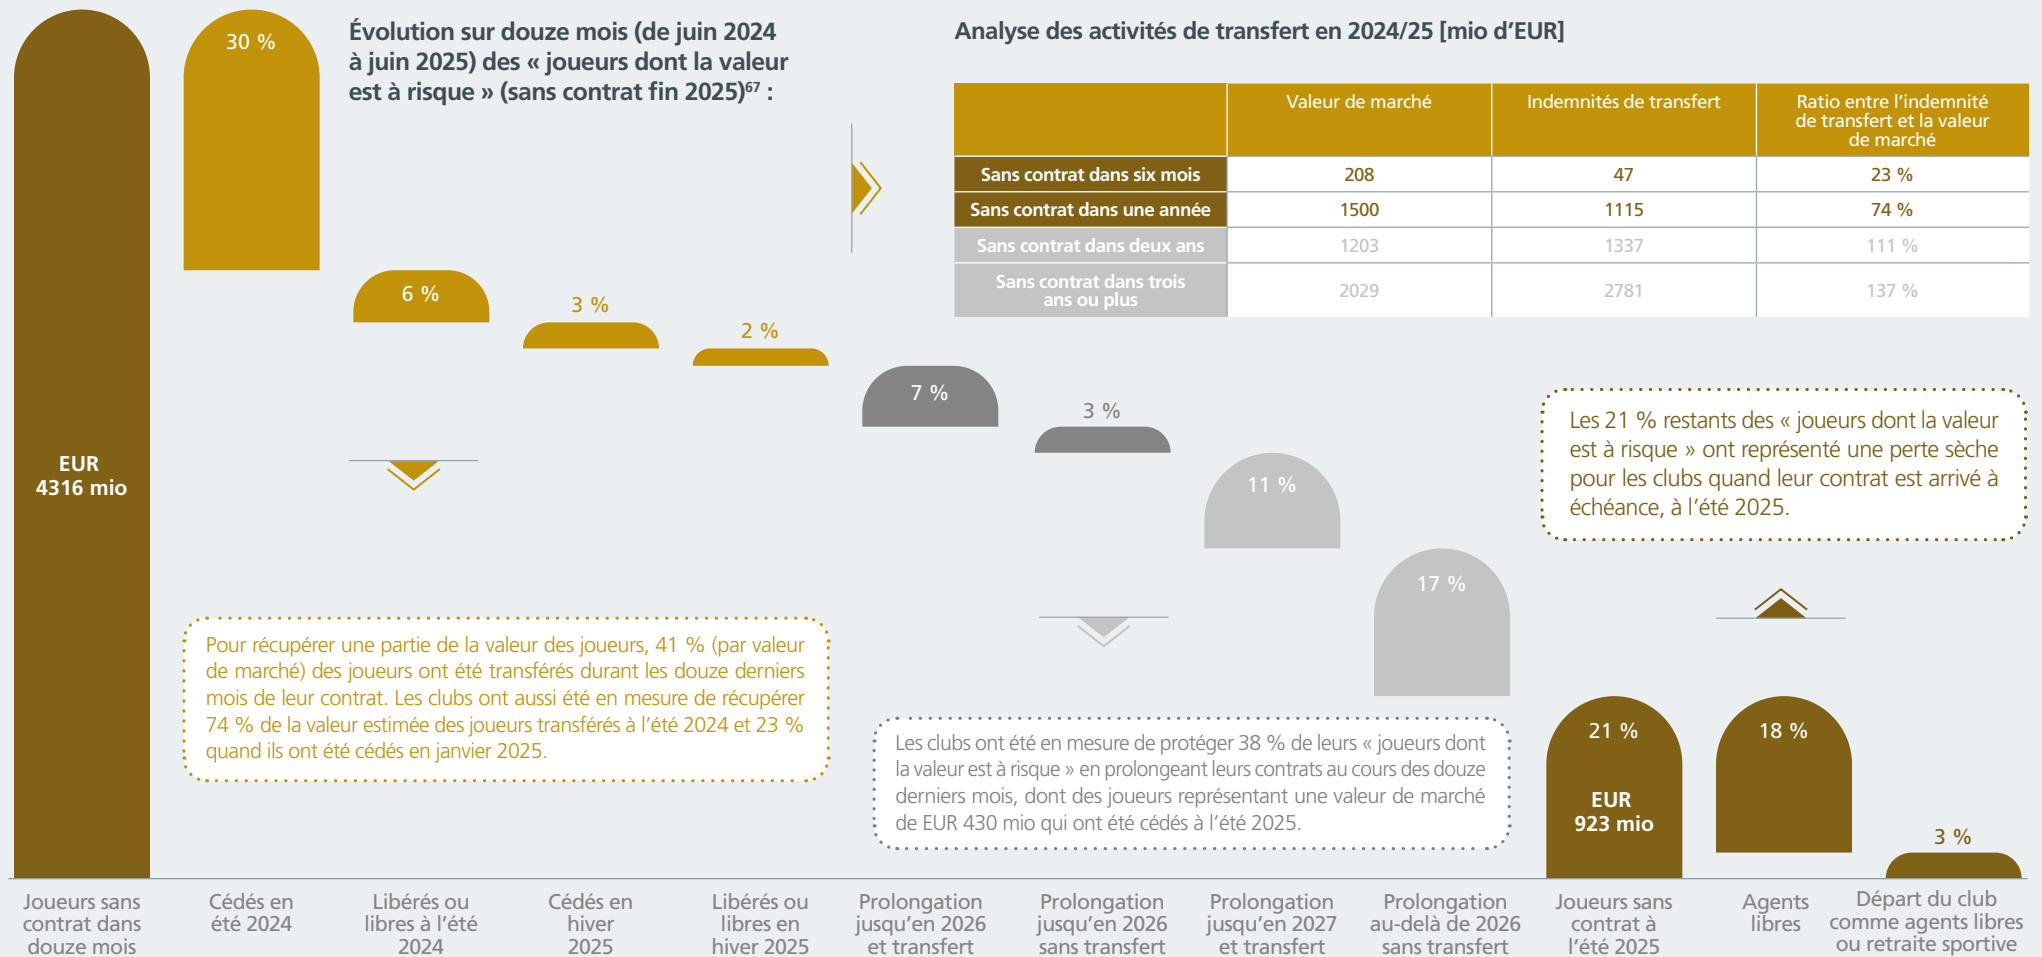 Évolution sur douze mois (de juin 2024
à juin 2025) des « joueurs dont la valeur
est à risque » (sans contrat fin 2025)⁶⁷ :
EUR
4316 mio
30 %
6 %
3 %
2 %
7 %
3 %
11 %
17 %
21 %
EUR
923 mio
18 %
3 %
Analyse des activités de transfert en 2024/25 [mio d’EUR]
Valeur de marché
Indemnités de transfert
Ratio entre l’indemnité
de transfert et la valeur
de marché
Sans contrat dans six mois 208 47 23 %
Sans contrat dans une année 1500 1115 74 %
Sans contrat dans deux ans 1203 1337 111 %
Sans contrat dans trois
ans ou plus
2029 2781 137 %
Les 21 % restants des « joueurs dont la valeur
est à risque » ont représenté une perte sèche
pour les clubs quand leur contrat est arrivé à
échéance, à l’été 2025.
Pour récupérer une partie de la valeur des joueurs, 41 % (par valeur
de marché) des joueurs ont été transférés durant les douze derniers
mois de leur contrat. Les clubs ont aussi été en mesure de récupérer
74 % de la valeur estimée des joueurs transférés à l’été 2024 et 23 %
quand ils ont été cédés en janvier 2025.
Les clubs ont été en mesure de protéger 38 % de leurs « joueurs dont
la valeur est à risque » en prolongeant leurs contrats au cours des douze
derniers mois, dont des joueurs représentant une valeur de marché
de EUR 430 mio qui ont été cédés à l’été 2025.
Joueurs sans
contrat dans
douze mois
Cédés en
été 2024
Libérés ou
libres à l’été
2024
Cédés en
hiver
2025
Libérés ou
libres en
hiver 2025
Prolongation
jusqu’en 2026
et transfert
Prolongation
jusqu’en 2026
sans transfert
Prolongation
jusqu’en 2027
et transfert
Prolongation
au-delà de 2026
sans transfert
Joueurs sans
contrat à
l’été 2025
Agents
libres
Départ du club
comme agents libres
ou retraite sportive